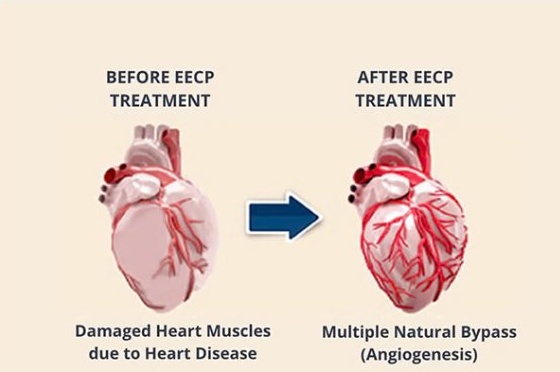 BEFORE EECP
TREATMENT
AFTER EECP
TREATMENT
Damaged Heart Muscles
due to Heart Disease
Multiple Natural Bypass
(Angiogenesis)